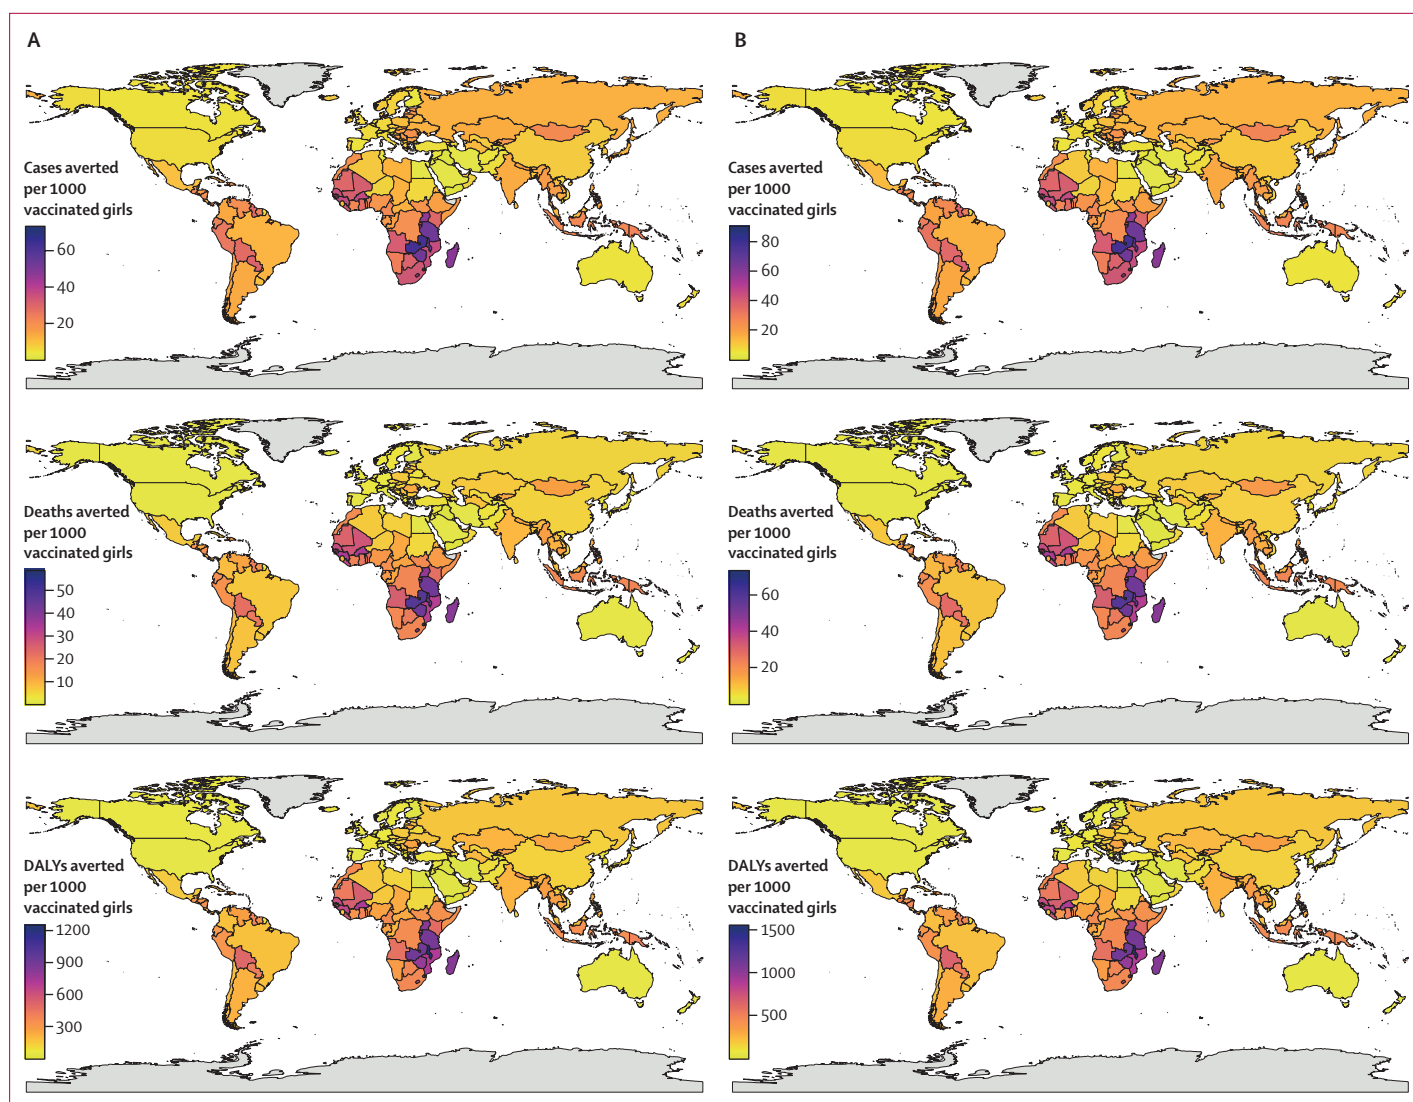 A
Cases averted
per 1000
vaccinated girls
60
40
20
B
Cases averted
per 1000
vaccinated girls
80
60
40
20
Deaths averted
per 1000
vaccinated girls
50
40
30
20
10
Deaths averted
per 1000
vaccinated girls
60
40
20
DALYs averted
per 1000
vaccinated girls
1200
900
600
300
DALYs averted
per 1000
vaccinated girls
1500
1000
500